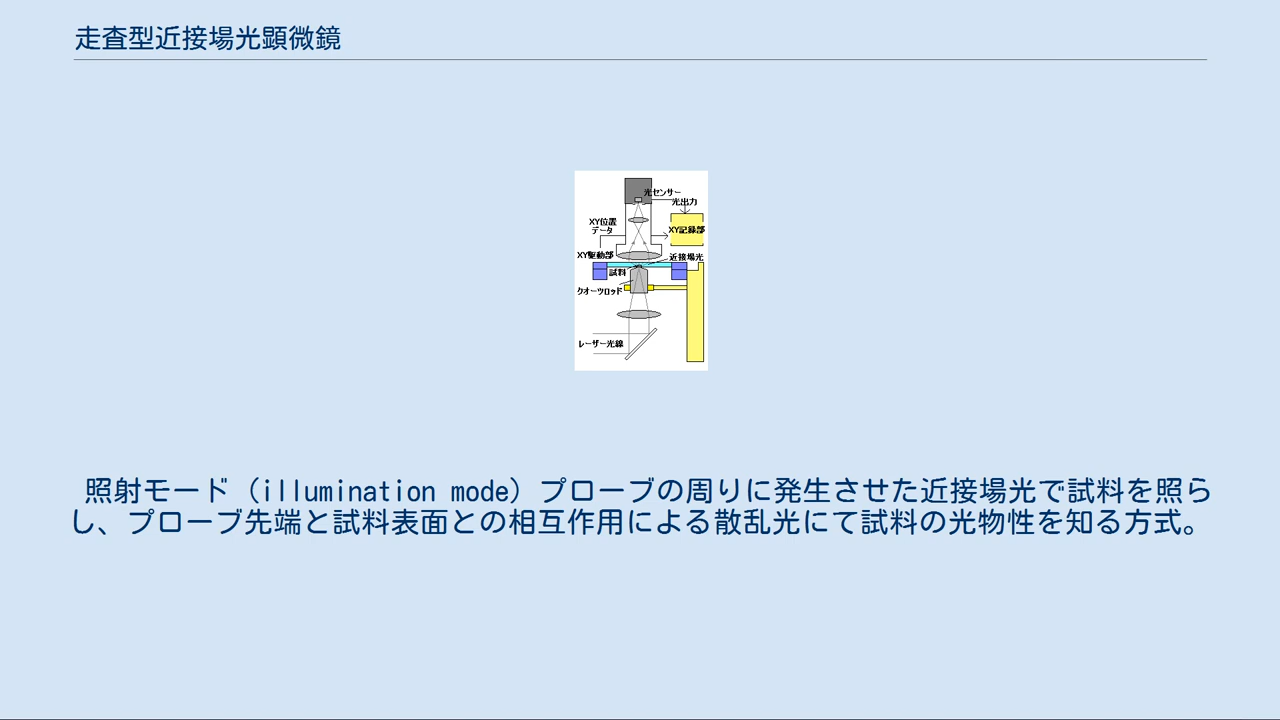 走査型近接場光顕微鏡
光センサー
光出力
XY位置
データ
XY記録部
XY駆動部
近接場光
試料
クオーツロッド
レーザー光線
照射モード（illumination mode）プローブの周りに発生させた近接場光で試料を照ら
し、プローブ先端と試料表面との相互作用による散乱光にて試料の光物性を知る方式。